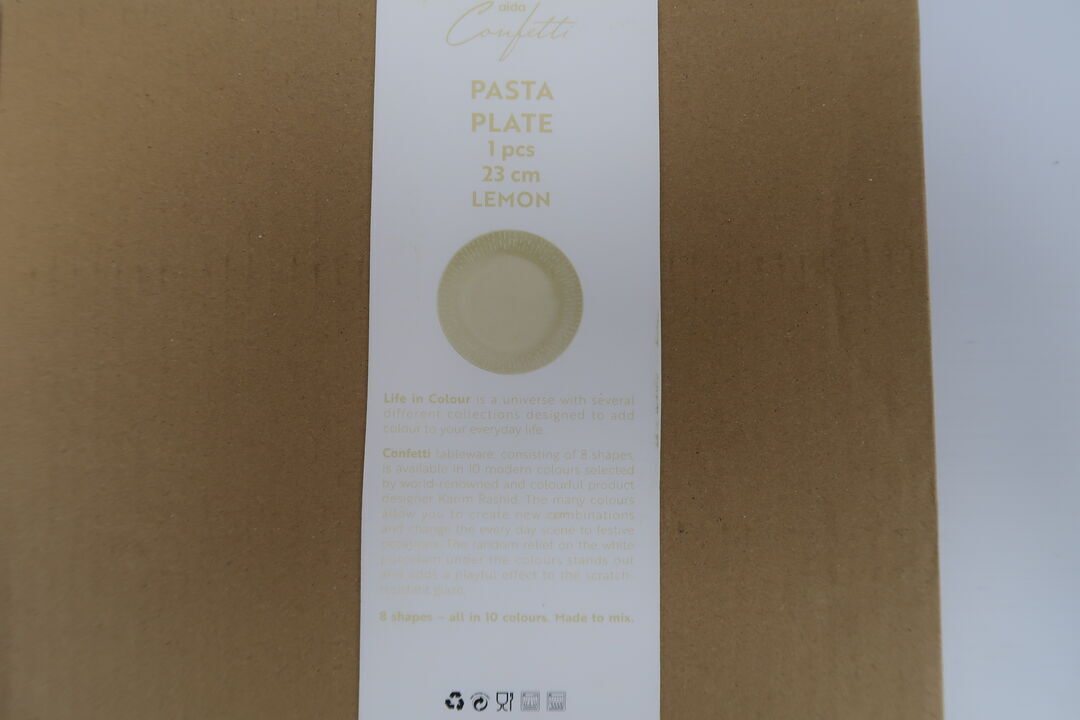 aida
Confetti
PASTA
PLATE
1 pcs
23 cm
LEMON
Life in Colour is a universe with several
different collections designed to add
colour to your everyday life.
Confetti tableware, consisting of 8 shapes,
is available in 10 modern colours selected
by world-renowned and colourful product
designer Karim Rashid. The many colours
allow you to create new combinations
and change the every day scene to festive
occasions. The random relief on the white
porcelain under the colours stands out
and adds a playful effect to the scratch-
resistant glaze.
8 shapes – all in 10 colours. Made to mix.